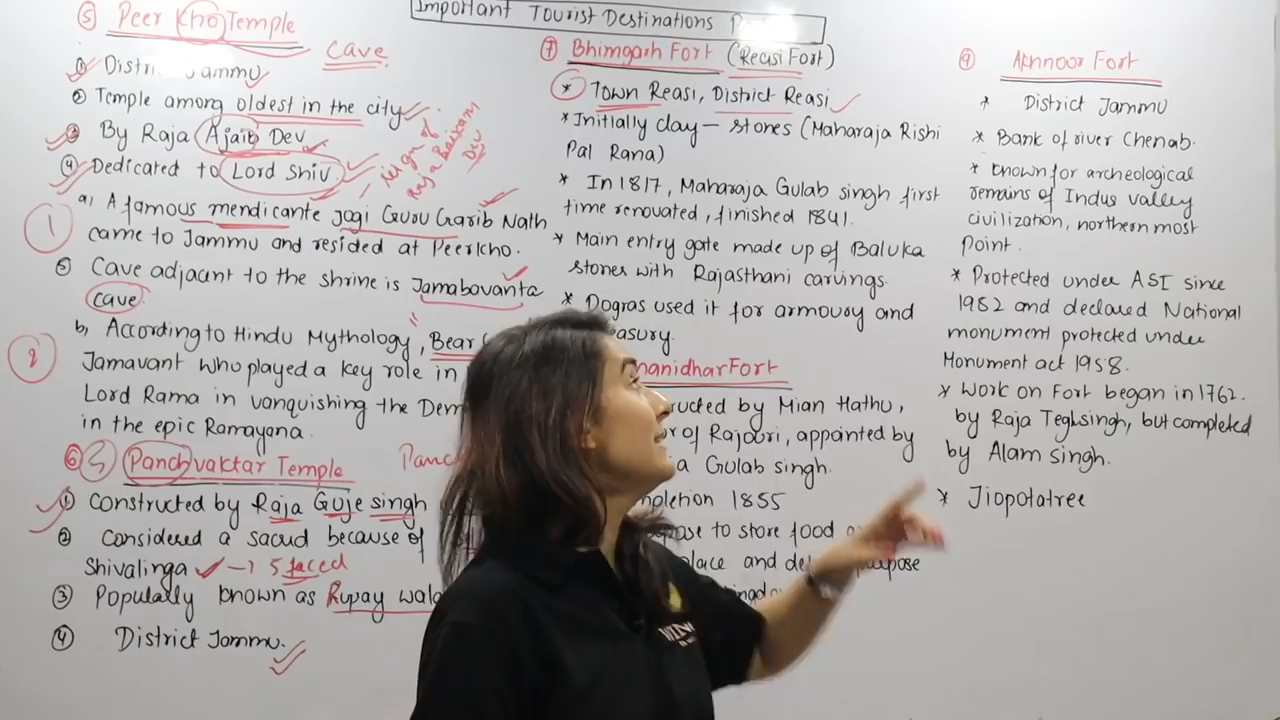 Important Tourist Destinations
⑤ Peer Kho Temple
Cave
① Distri Jammu
② Temple among oldest in the city
③ By Raja Ajaib Dev
④ Dedicated to Lord Shiv
reign of
Raja Bairam
Dev
a) A famous mendicante jogi Guru Garib Nath
came to Jammu and resided at Peerkho.
⑤ Cave adjacnt to the shrine is Jamabavanta
cave
b) According to Hindu Mythology, Bear
Jamavant who played a key role in
Lord Rama in vanquishing the Dem
in the epic Ramayana.
1
8
⑥ Panchvaktar Temple
Panc
① Constructed by Raja Guje singh
② Considered a sacred because of
Shivalinga → 5 faced
③ Popularly known as Rupay wala
④ District Jammu.
⑦ Bhimgarh Fort (Reasi Fort)
* Town Reasi, District Reasi
* Initially clay – stones (Maharaja Rishi
Pal Rana)
* In 1817, Maharaja Gulab singh first
time renovated, finished 1841.
* Main entry gate made up of Baluka
stones with Rajasthani carvings.
* Dogras used it for armoury and
easury.
hanidhar Fort
ructed by Mian Hathu,
or of Rajouri, appointed by
a Gulab singh.
mpletion 1855
pose to store food
place and de purpose
⑨ Akhnoor Fort
* District Jammu
* Bank of river Chenab.
* known for archeological
remains of Indus valley
civilization, northern most
point.
* Protected under ASI since
1982 and declared National
monument protected under
Monument act 1958.
* Work on Fort began in 1762.
by Raja Teghsingh, but completed
by Alam singh.
* Jiopotatree